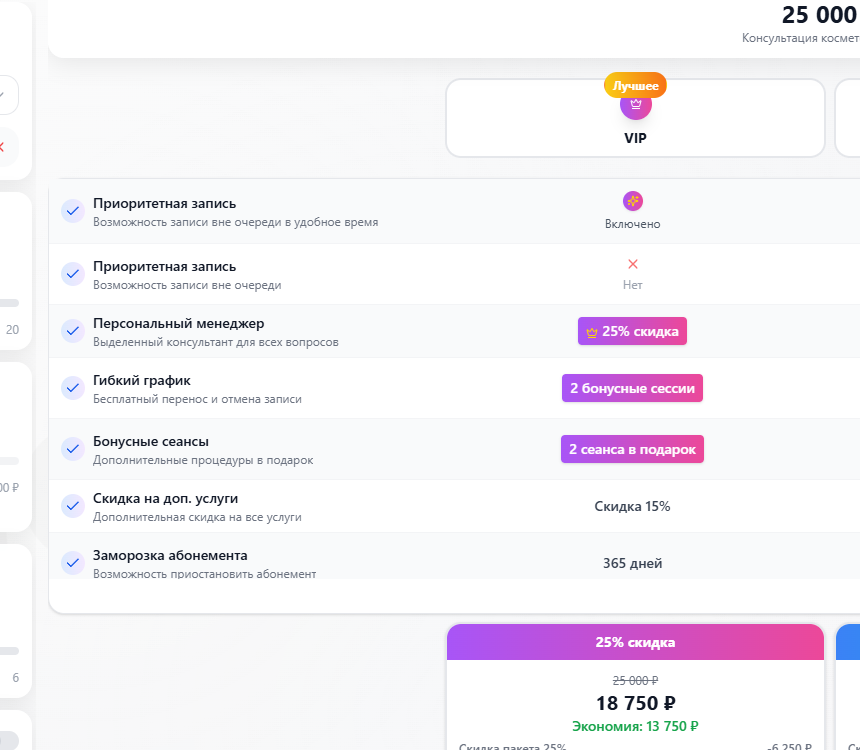 25 000
Консультация космет
Лучшее
VIP
Приоритетная запись
Возможность записи вне очереди в удобное время
Включено
Приоритетная запись
Возможность записи вне очереди
Нет
Персональный менеджер
Выделенный консультант для всех вопросов
25% скидка
Гибкий график
Бесплатный перенос и отмена записи
2 бонусные сессии
Бонусные сеансы
Дополнительные процедуры в подарок
2 сеанса в подарок
Скидка на доп. услуги
Дополнительная скидка на все услуги
Скидка 15%
Заморозка абонемента
Возможность приостановить абонемент
365 дней
20
00 ₽
6
25% скидка
25 000 ₽
18 750 ₽
Экономия: 13 750 ₽
Скидка пакета 25% -6 250 ₽
Ск